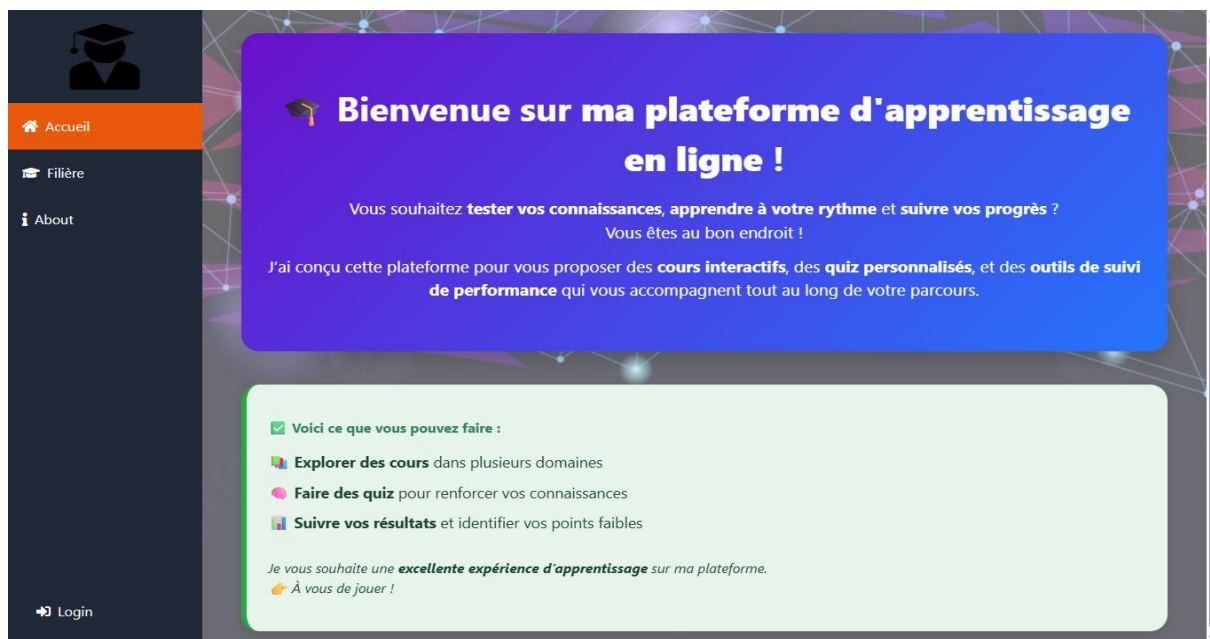 Accueil
Filière
About
Login
Bienvenue sur ma plateforme d'apprentissage
en ligne !
Vous souhaitez tester vos connaissances, apprendre à votre rythme et suivre vos progrès ?
Vous êtes au bon endroit !
J'ai conçu cette plateforme pour vous proposer des cours interactifs, des quiz personnalisés, et des outils de suivi
de performance qui vous accompagnent tout au long de votre parcours.
Voici ce que vous pouvez faire :
Explorer des cours dans plusieurs domaines
Faire des quiz pour renforcer vos connaissances
Suivre vos résultats et identifier vos points faibles
Je vous souhaite une excellente expérience d'apprentissage sur ma plateforme.
À vous de jouer !